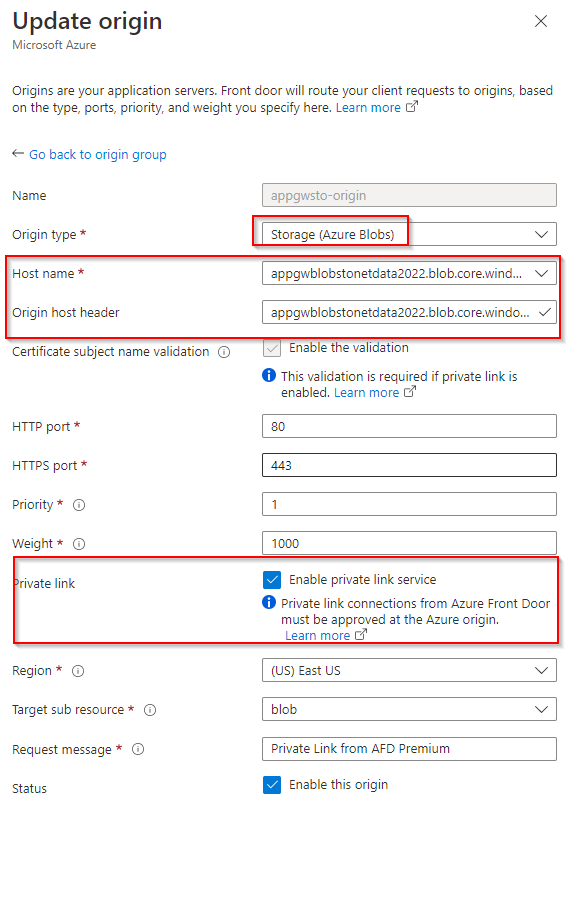 Update origin
Microsoft Azure
Origins are your application servers. Front door will route your client requests to origins, based
on the type, ports, priority, and weight you specify here. Learn more
Go back to origin group
Name appgwsto-origin
Origin type * Storage (Azure Blobs)
Host name * appgwblobstonetdata2022.blob.core.wind...
Origin host header appgwblobstonetdata2022.blob.core.windo...
Certificate subject name validation Enable the validation
This validation is required if private link is
enabled. Learn more
HTTP port * 80
HTTPS port * 443
Priority * 1
Weight * 1000
Private link Enable private link service
Private link connections from Azure Front Door
must be approved at the Azure origin.
Learn more
Region * (US) East US
Target sub resource * blob
Request message * Private Link from AFD Premium
Status Enable this origin